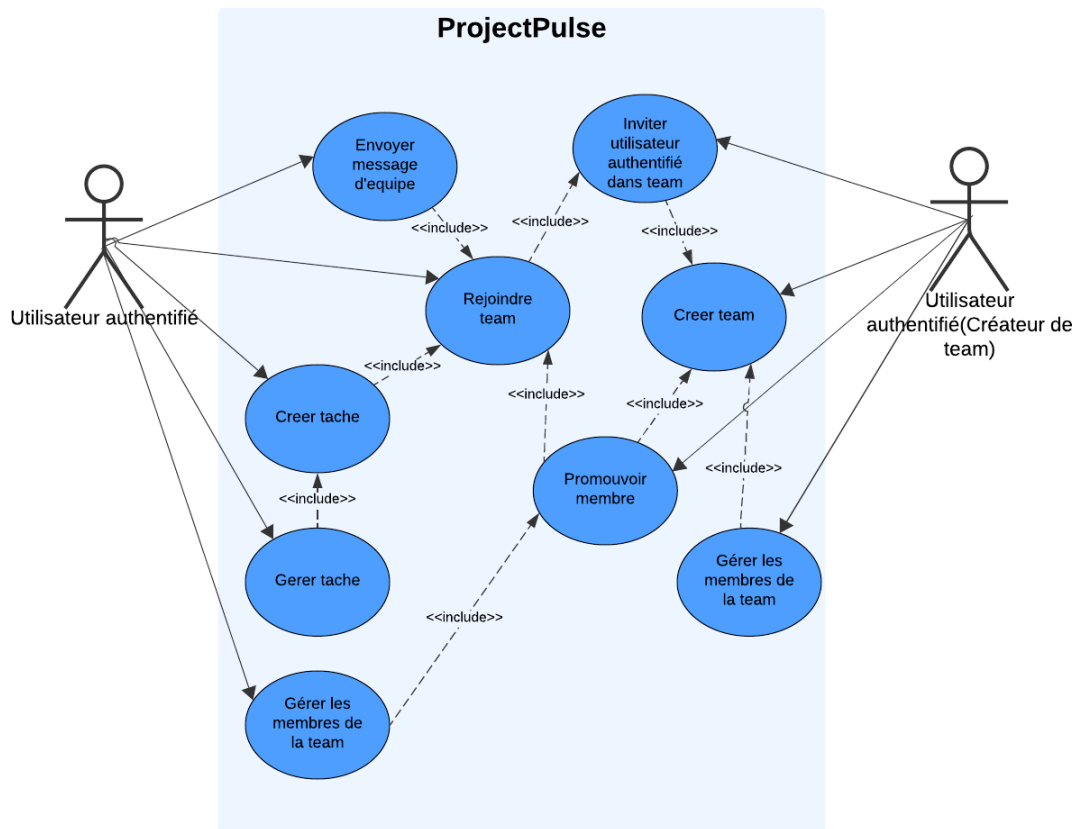 ProjectPulse
Envoyer
message
d'equipe
Inviter
utilisateur
authentifié
dans team
<<include>>
<<include>>
<<include>>
Utilisateur authentifié
Rejoindre
team
Creer team
Utilisateur
authentifié(Créateur de
team)
<<include>>
<<include>>
<<include>>
Creer tache
<<include>>
Promouvoir
membre
<<include>>
Gerer tache
Gérer les
membres de
la team
<<include>>
Gérer les
membres de
la team